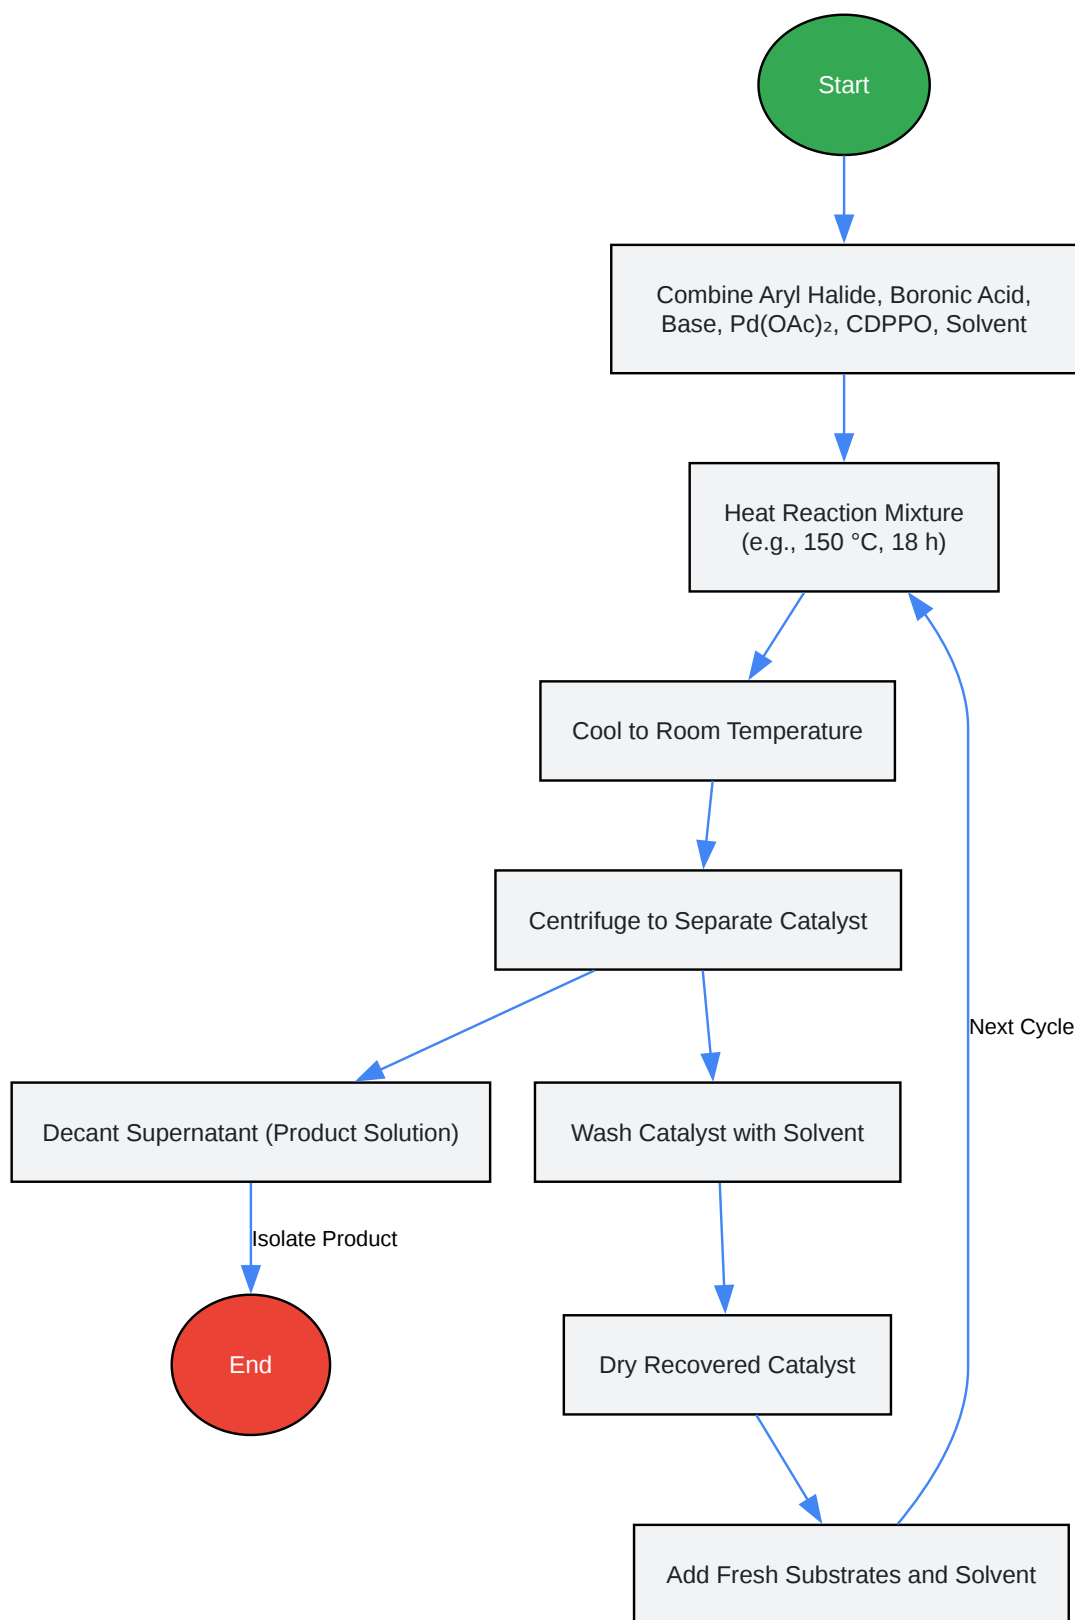 Start
Combine Aryl Halide, Boronic Acid,
Base, Pd(OAc)₂, CDPPO, Solvent
Heat Reaction Mixture
(e.g., 150 °C, 18 h)
Cool to Room Temperature
Centrifuge to Separate Catalyst
Next Cycle
Decant Supernatant (Product Solution)
Wash Catalyst with Solvent
Isolate Product
End
Dry Recovered Catalyst
Add Fresh Substrates and Solvent